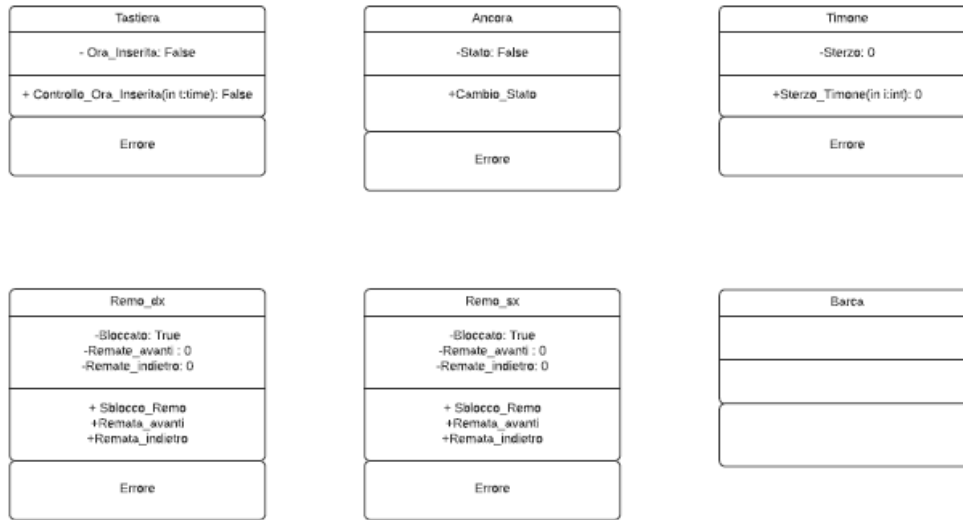 Tastiera
- Ora_Inserita: False
+ Controllo_Ora_Inserita(in t:time): False
Errore
Ancora
-Stato: False
+Cambio_Stato
Errore
Timone
-Sterzo: 0
+Sterzo_Timone(in i:int): 0
Errore
Remo_dx
-Bloccato: True
-Remate_avanti : 0
-Remate_indietro: 0
+ Sblocco_Remo
+Remata_avanti
+Remata_indietro
Errore
Remo_sx
-Bloccato: True
-Remate_avanti : 0
-Remate_indietro: 0
+ Sblocco_Remo
+Remata_avanti
+Remata_indietro
Errore
Barca